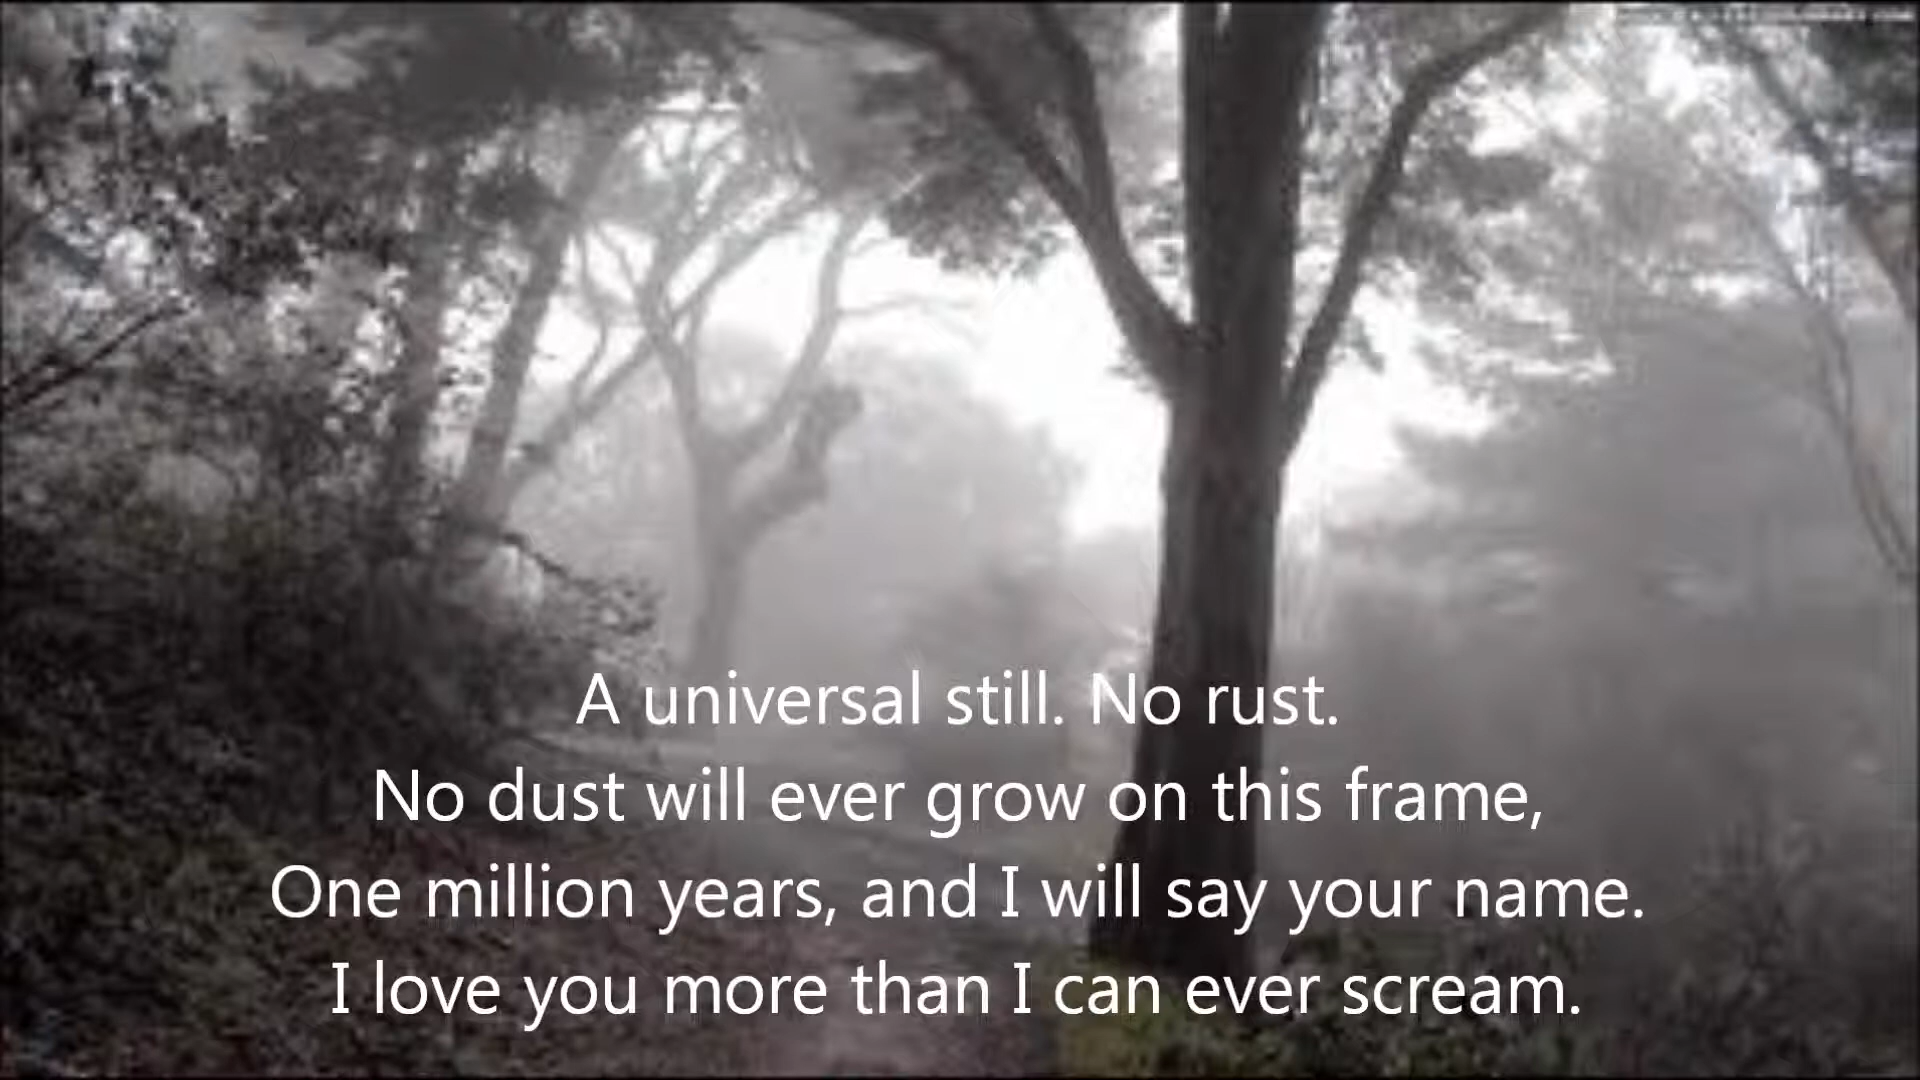 A universal still. No rust.
No dust will ever grow on this frame,
One million years, and I will say your name.
I love you more than I can ever scream.